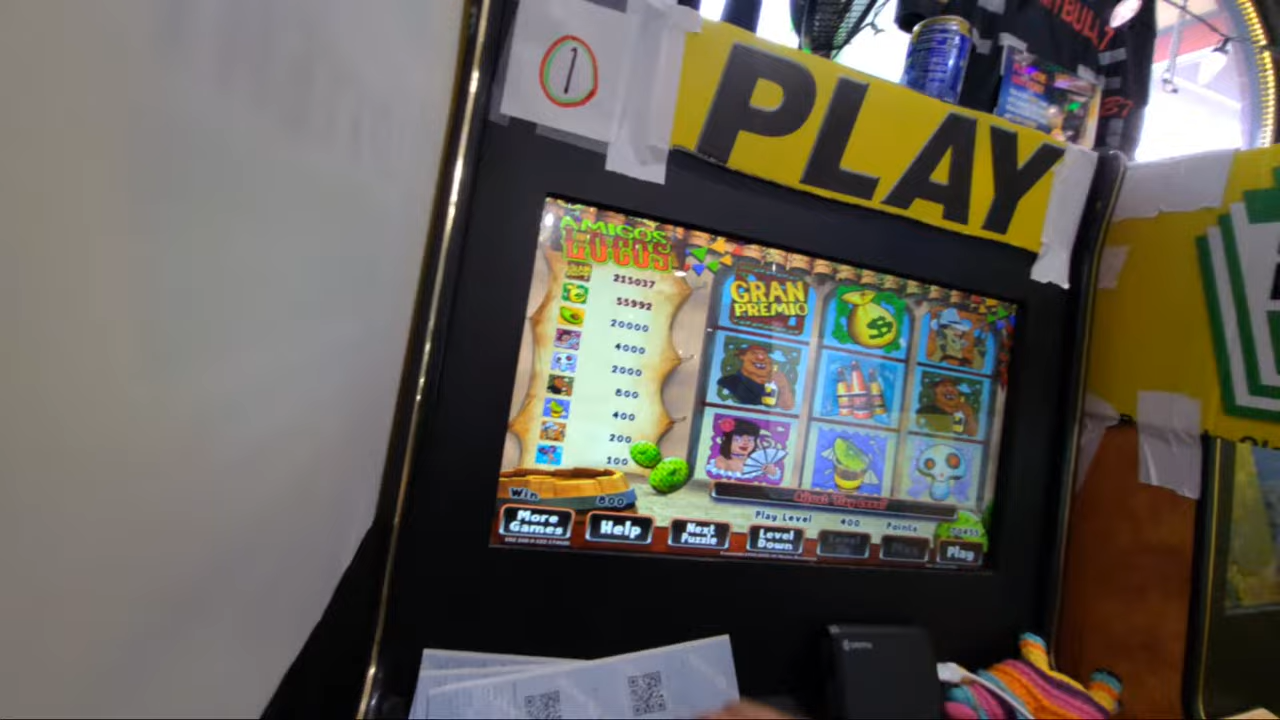 1
PLAY
AMIGOS
LOCOS
215037
55992
20000
4000
2000
800
400
200
100
GRAN
PREMIO
Win 800
Play Level 400 Points
More
Games
Help
Next
Puzzle
Level
Down
Play